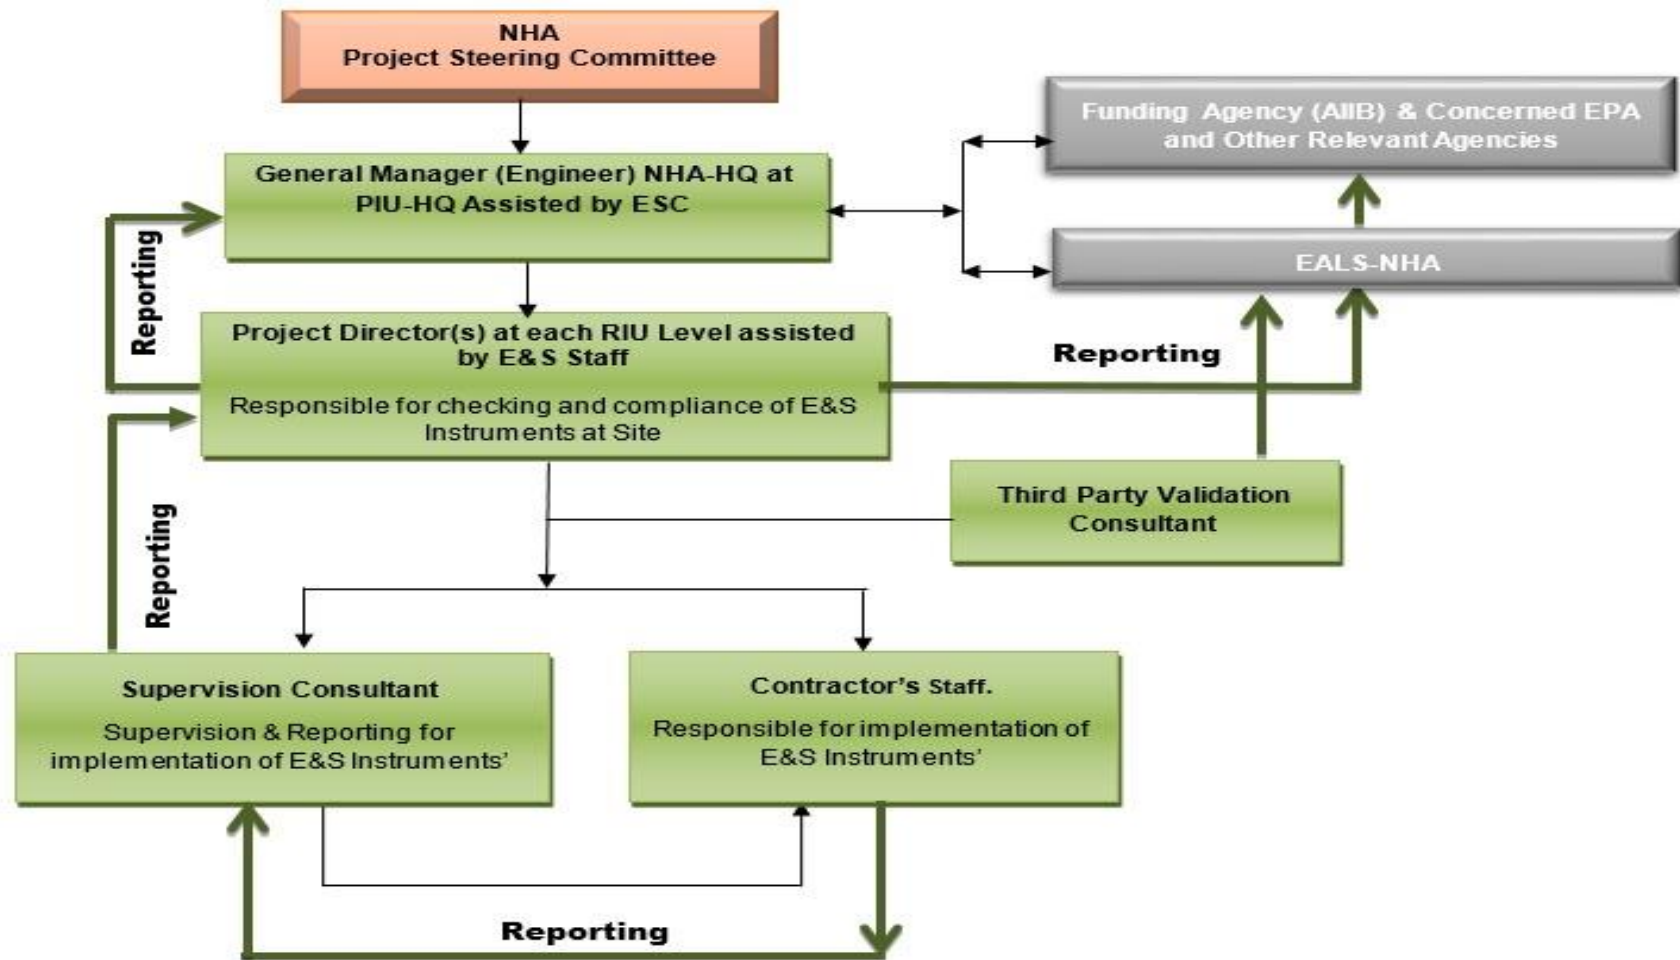 NHA
Project Steering Committee
Funding Agency (AIIB) & Concerned EPA
and Other Relevant Agencies
General Manager (Engineer) NHA-HQ at
PIU-HQ Assisted by ESC
EALS-NHA
Reporting
Project Director(s) at each RIU Level assisted
by E&S Staff
Responsible for checking and compliance of E&S
Instruments at Site
Reporting
Third Party Validation
Consultant
Reporting
Supervision Consultant
Supervision & Reporting for
implementation of E&S Instruments’
Contractor’s Staff.
Responsible for implementation of
E&S Instruments’
Reporting